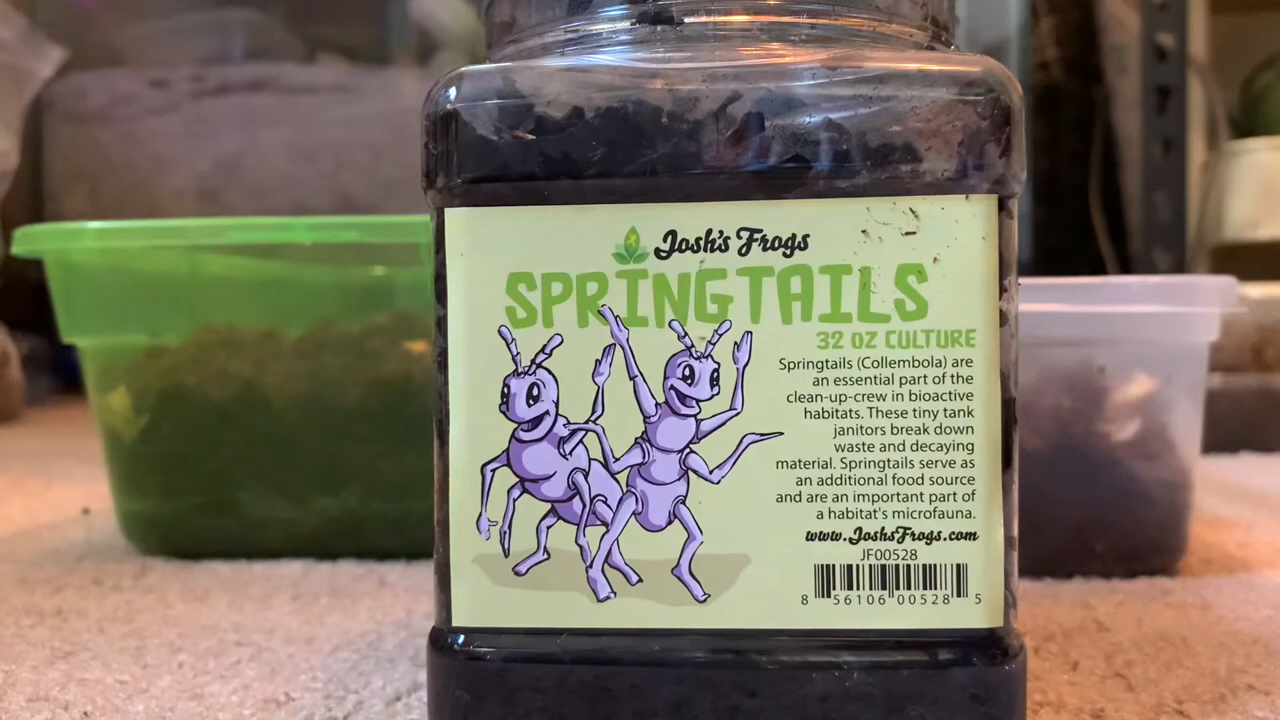 Josh's Frogs
SPRINGTAILS
32 OZ CULTURE
Springtails (Collembola) are
an essential part of the
clean-up-crew in bioactive
habitats. These tiny tank
janitors break down
waste and decaying
material. Springtails serve as
an additional food source
and are an important part of
a habitat's microfauna.
www.JoshsFrogs.com
JF00528
8 56106 00528 5